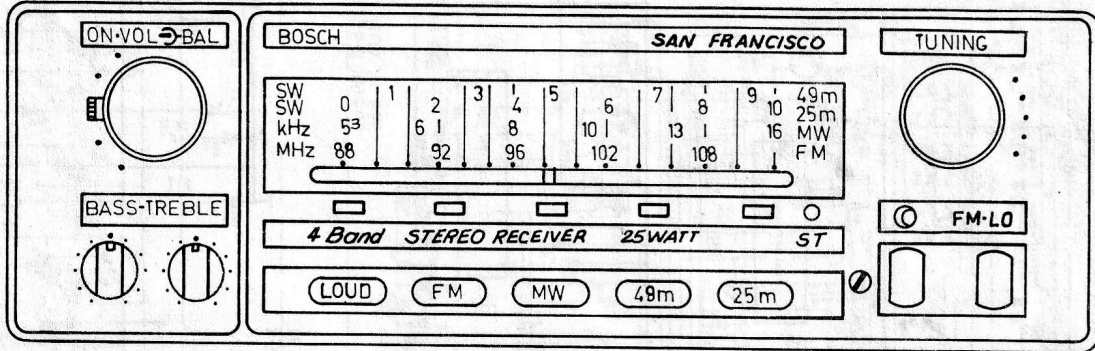 ON·VOL BAL
BOSCH SAN FRANCISCO
TUNING
SW 1 3 5 7 9 49m
SW 0 2 4 6 8 10 25m
kHz 53 6 8 10 13 16 MW
MHz 88 92 96 102 108 FM
BASS·TREBLE
FM·LO
4 Band STEREO RECEIVER 25WATT ST
LOUD FM MW 49m 25m